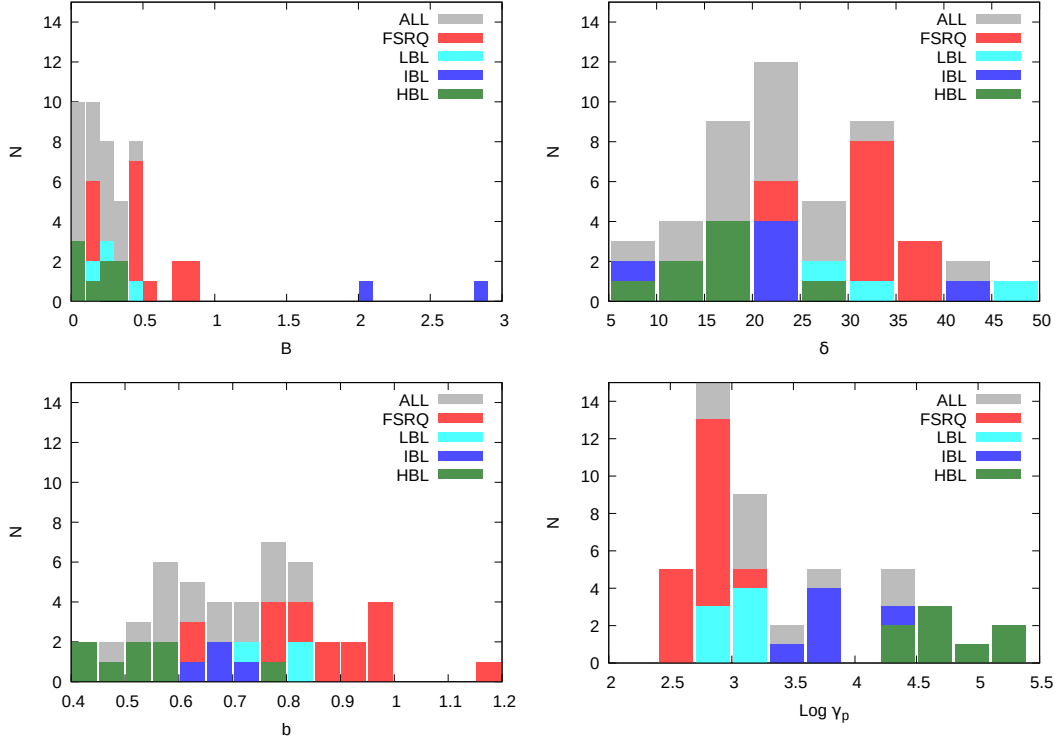 14
12
10
8
6
4
2
0
N
ALL
FSRQ
LBL
IBL
HBL
0 0.5 1 1.5 2 2.5 3
B
14
12
10
8
6
4
2
0
N
ALL
FSRQ
LBL
IBL
HBL
5 10 15 20 25 30 35 40 45 50
δ
14
12
10
8
6
4
2
0
N
ALL
FSRQ
LBL
IBL
HBL
0.4 0.5 0.6 0.7 0.8 0.9 1 1.1 1.2
b
14
12
10
8
6
4
2
0
N
ALL
FSRQ
LBL
IBL
HBL
2 2.5 3 3.5 4 4.5 5 5.5
Log γp